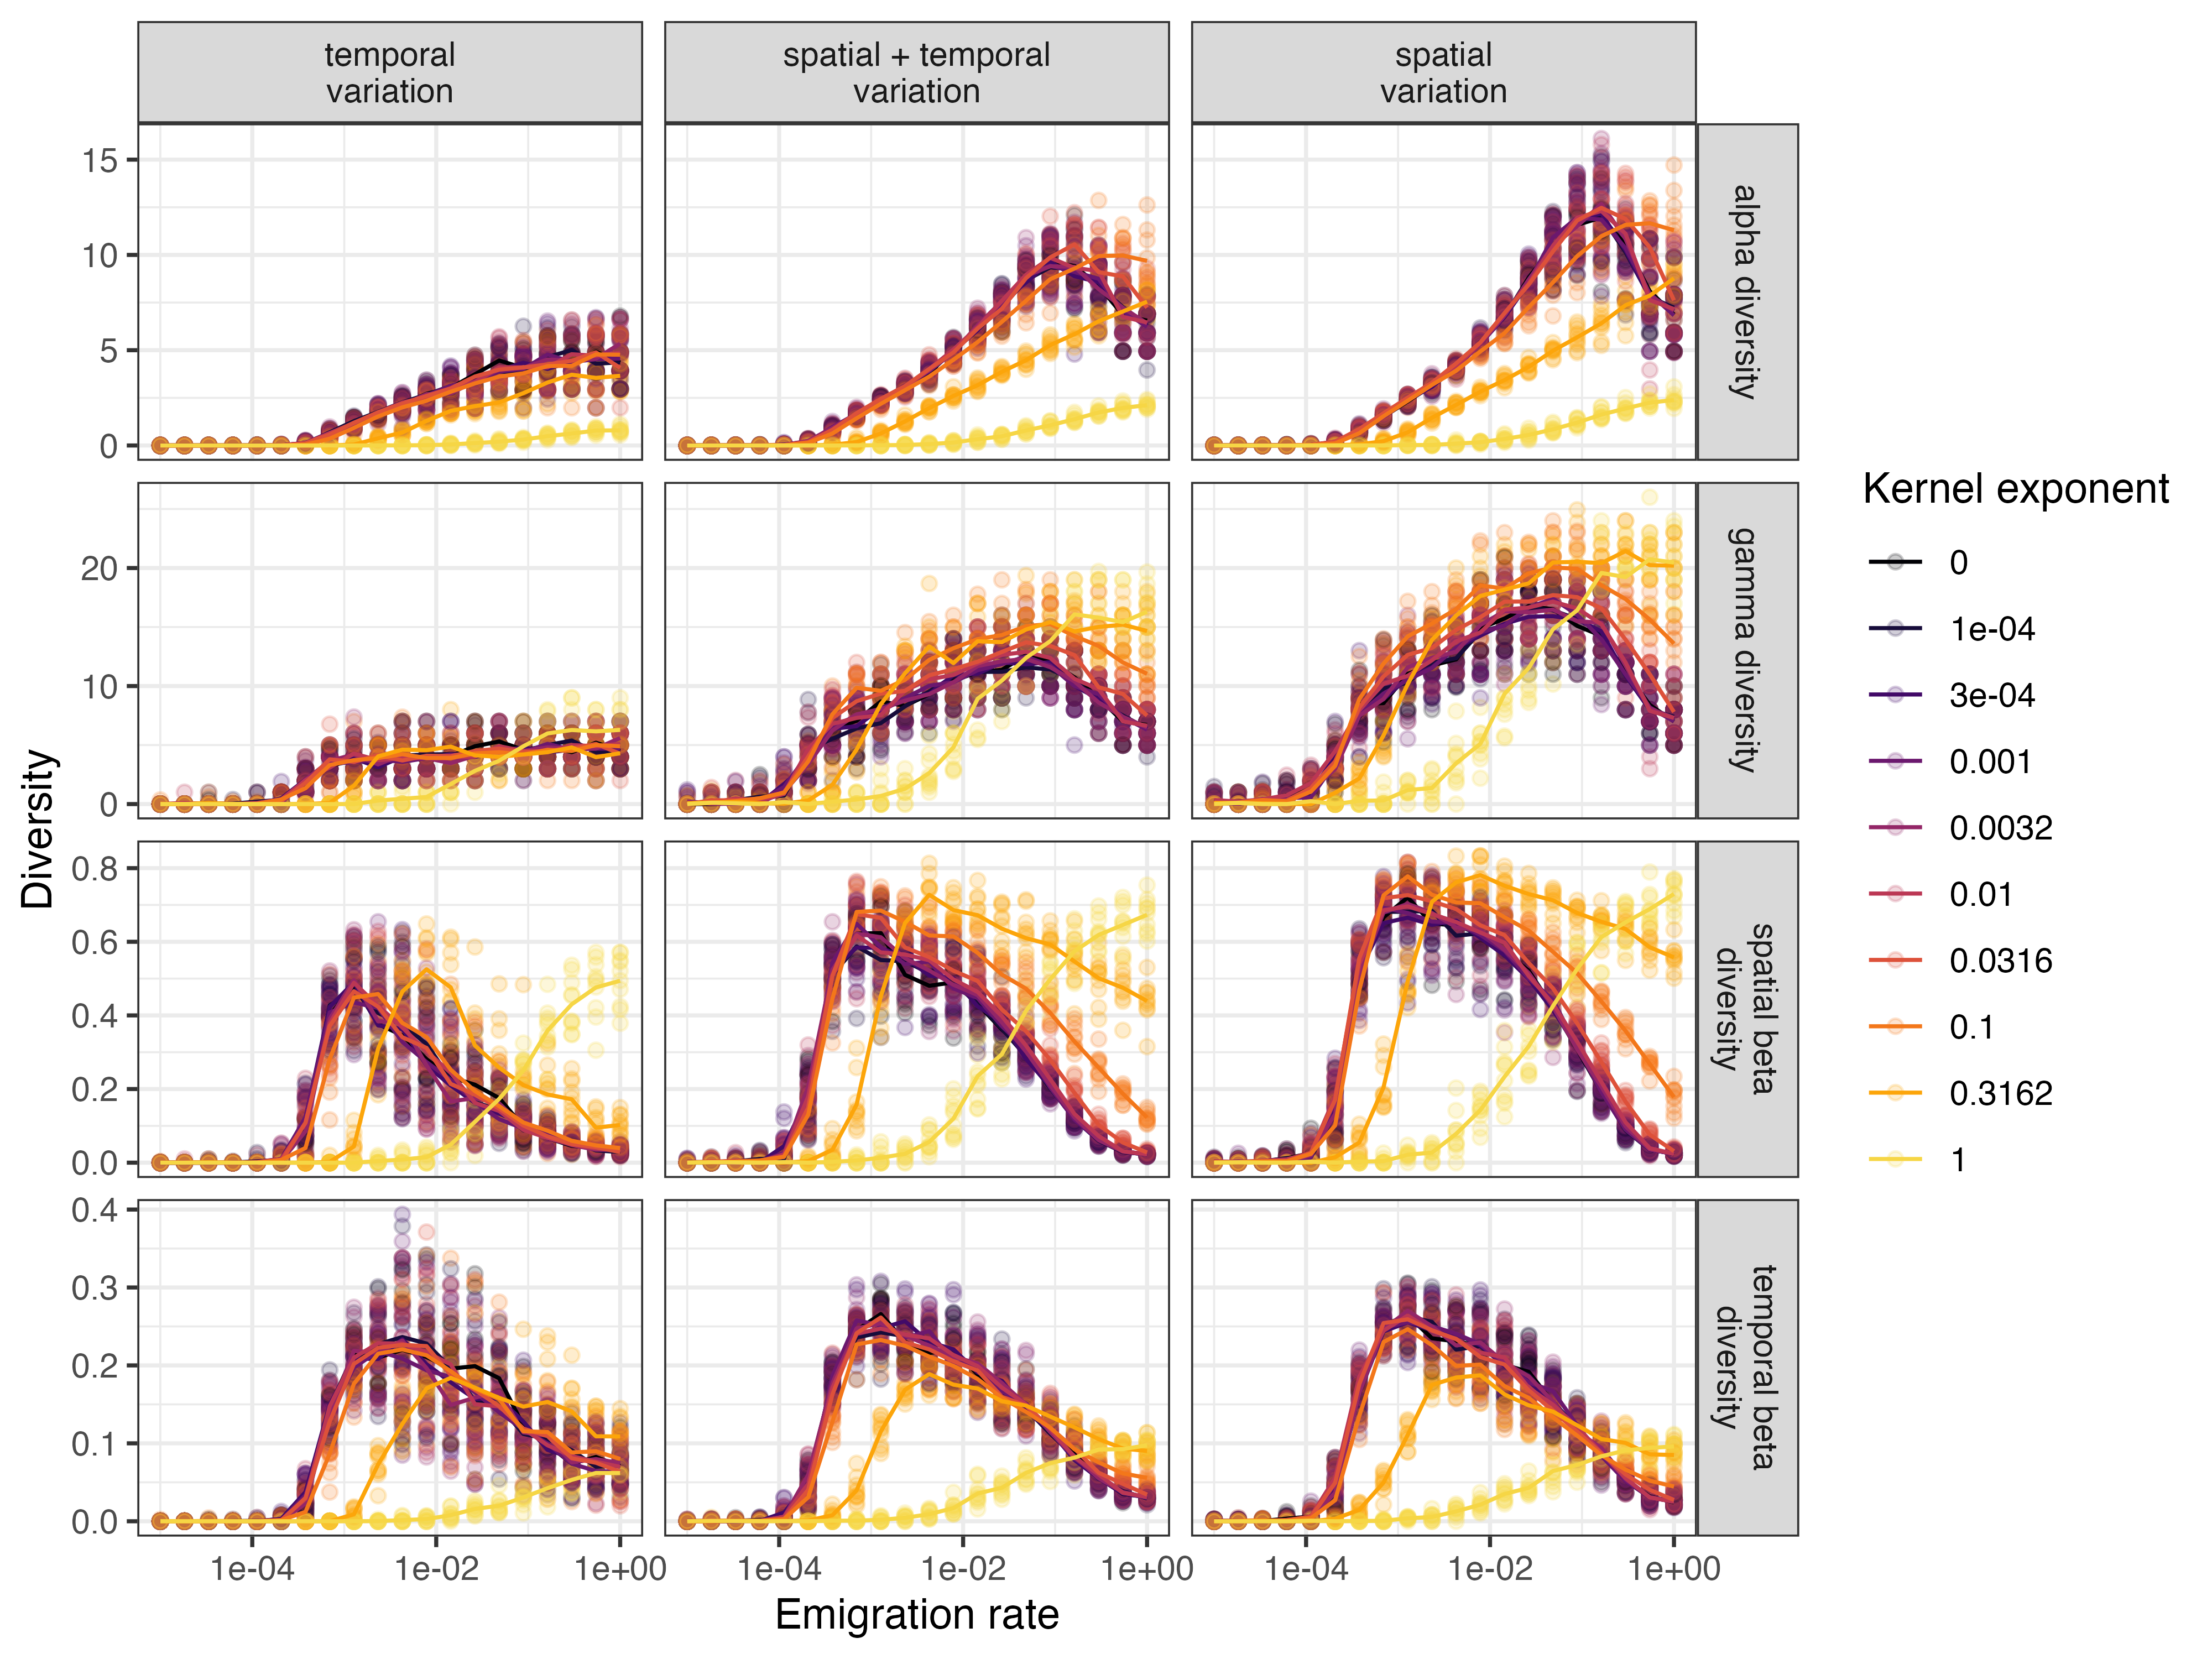 temporal
variation
spatial + temporal
variation
spatial
variation
15
10
5
0
alpha diversity
20
10
0
gamma diversity
0.8
0.6
0.4
0.2
0.0
spatial beta
diversity
0.4
0.3
0.2
0.1
0.0
temporal beta
diversity
1e-04
1e-02
1e+00
1e-04
1e-02
1e+00
1e-04
1e-02
1e+00
Emigration rate
Diversity
Kernel exponent
0
1e-04
3e-04
0.001
0.0032
0.01
0.0316
0.1
0.3162
1